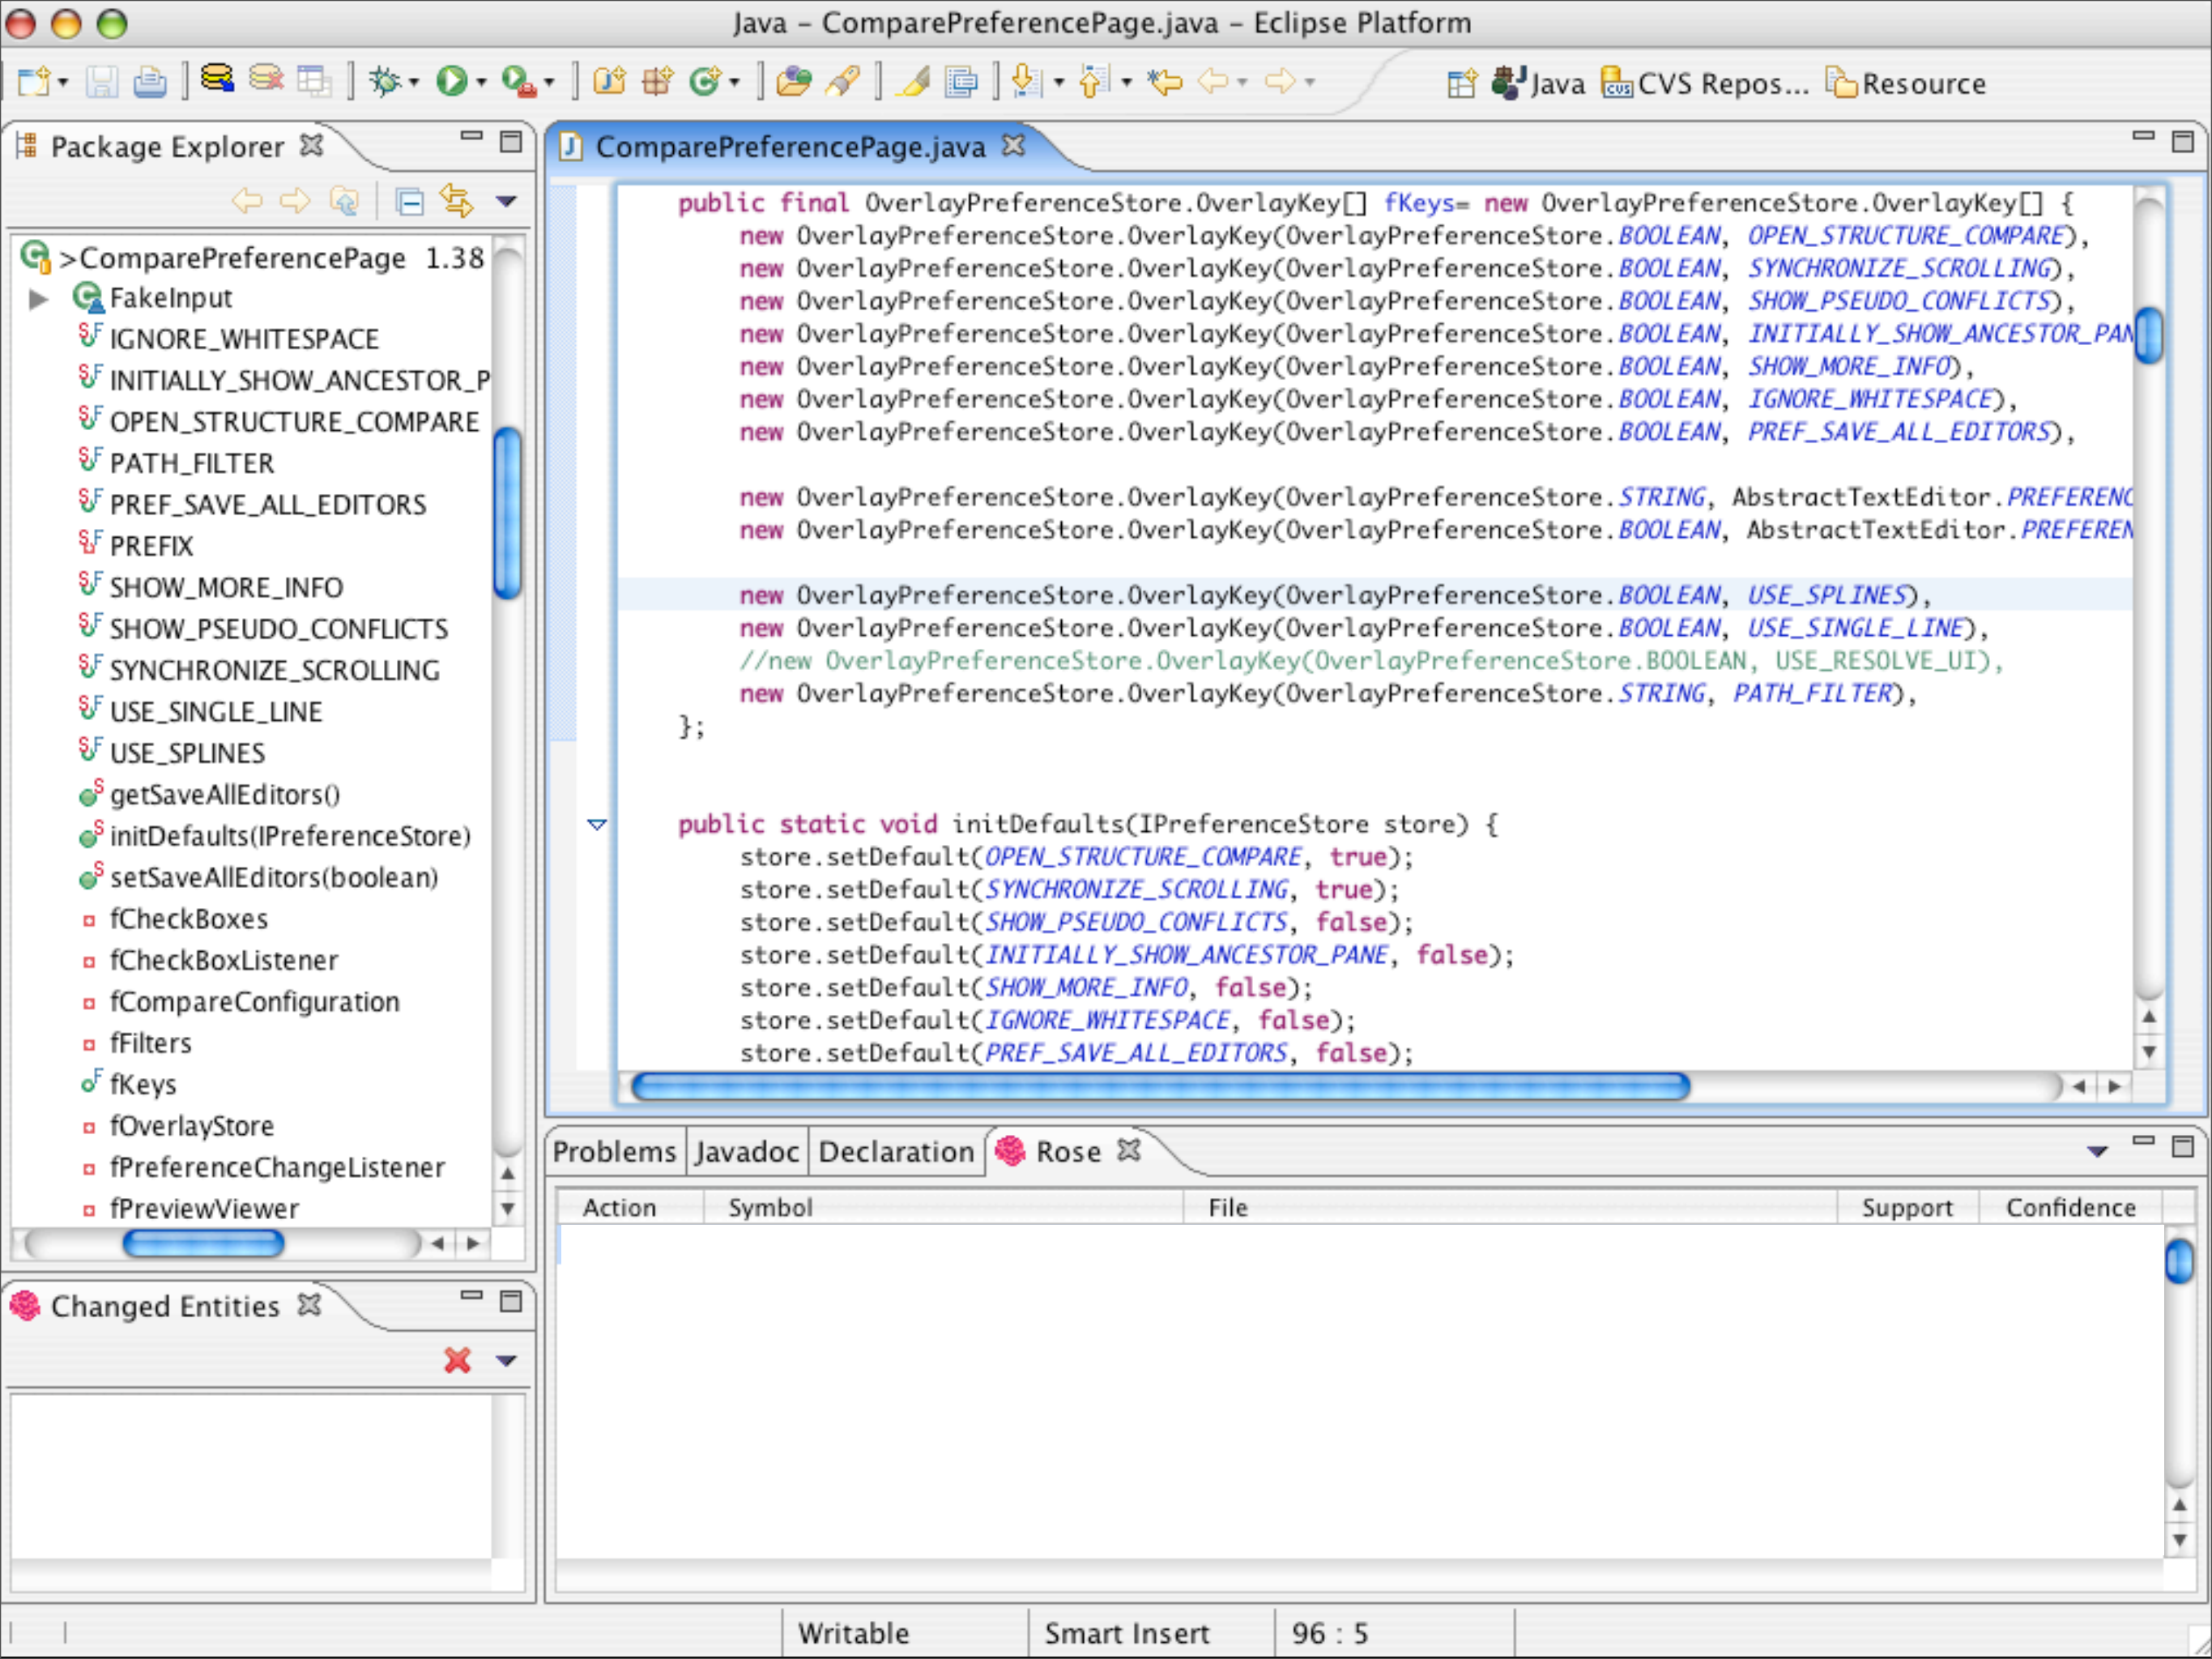 Java – ComparePreferencePage.java – Eclipse Platform
Java
CVS Repos...
Resource
Package Explorer
>ComparePreferencePage 1.38
FakeInput
IGNORE_WHITESPACE
INITIALLY_SHOW_ANCESTOR_P
OPEN_STRUCTURE_COMPARE
PATH_FILTER
PREF_SAVE_ALL_EDITORS
PREFIX
SHOW_MORE_INFO
SHOW_PSEUDO_CONFLICTS
SYNCHRONIZE_SCROLLING
USE_SINGLE_LINE
USE_SPLINES
getSaveAllEditors()
initDefaults(IPreferenceStore)
setSaveAllEditors(boolean)
fCheckBoxes
fCheckBoxListener
fCompareConfiguration
fFilters
fKeys
fOverlayStore
fPreferenceChangeListener
fPreviewViewer
Changed Entities
ComparePreferencePage.java
public final OverlayPreferenceStore.OverlayKey[] fKeys= new OverlayPreferenceStore.OverlayKey[] {
new OverlayPreferenceStore.OverlayKey(OverlayPreferenceStore.BOOLEAN, OPEN_STRUCTURE_COMPARE),
new OverlayPreferenceStore.OverlayKey(OverlayPreferenceStore.BOOLEAN, SYNCHRONIZE_SCROLLING),
new OverlayPreferenceStore.OverlayKey(OverlayPreferenceStore.BOOLEAN, SHOW_PSEUDO_CONFLICTS),
new OverlayPreferenceStore.OverlayKey(OverlayPreferenceStore.BOOLEAN, INITIALLY_SHOW_ANCESTOR_PAN
new OverlayPreferenceStore.OverlayKey(OverlayPreferenceStore.BOOLEAN, SHOW_MORE_INFO),
new OverlayPreferenceStore.OverlayKey(OverlayPreferenceStore.BOOLEAN, IGNORE_WHITESPACE),
new OverlayPreferenceStore.OverlayKey(OverlayPreferenceStore.BOOLEAN, PREF_SAVE_ALL_EDITORS),
new OverlayPreferenceStore.OverlayKey(OverlayPreferenceStore.STRING, AbstractTextEditor.PREFERENC
new OverlayPreferenceStore.OverlayKey(OverlayPreferenceStore.BOOLEAN, AbstractTextEditor.PREFEREN
new OverlayPreferenceStore.OverlayKey(OverlayPreferenceStore.BOOLEAN, USE_SPLINES),
new OverlayPreferenceStore.OverlayKey(OverlayPreferenceStore.BOOLEAN, USE_SINGLE_LINE),
//new OverlayPreferenceStore.OverlayKey(OverlayPreferenceStore.BOOLEAN, USE_RESOLVE_UI),
new OverlayPreferenceStore.OverlayKey(OverlayPreferenceStore.STRING, PATH_FILTER),
};
public static void initDefaults(IPreferenceStore store) {
store.setDefault(OPEN_STRUCTURE_COMPARE, true);
store.setDefault(SYNCHRONIZE_SCROLLING, true);
store.setDefault(SHOW_PSEUDO_CONFLICTS, false);
store.setDefault(INITIALLY_SHOW_ANCESTOR_PANE, false);
store.setDefault(SHOW_MORE_INFO, false);
store.setDefault(IGNORE_WHITESPACE, false);
store.setDefault(PREF_SAVE_ALL_EDITORS, false);
Problems Javadoc Declaration Rose
Action Symbol File Support Confidence
Writable Smart Insert 96 : 5